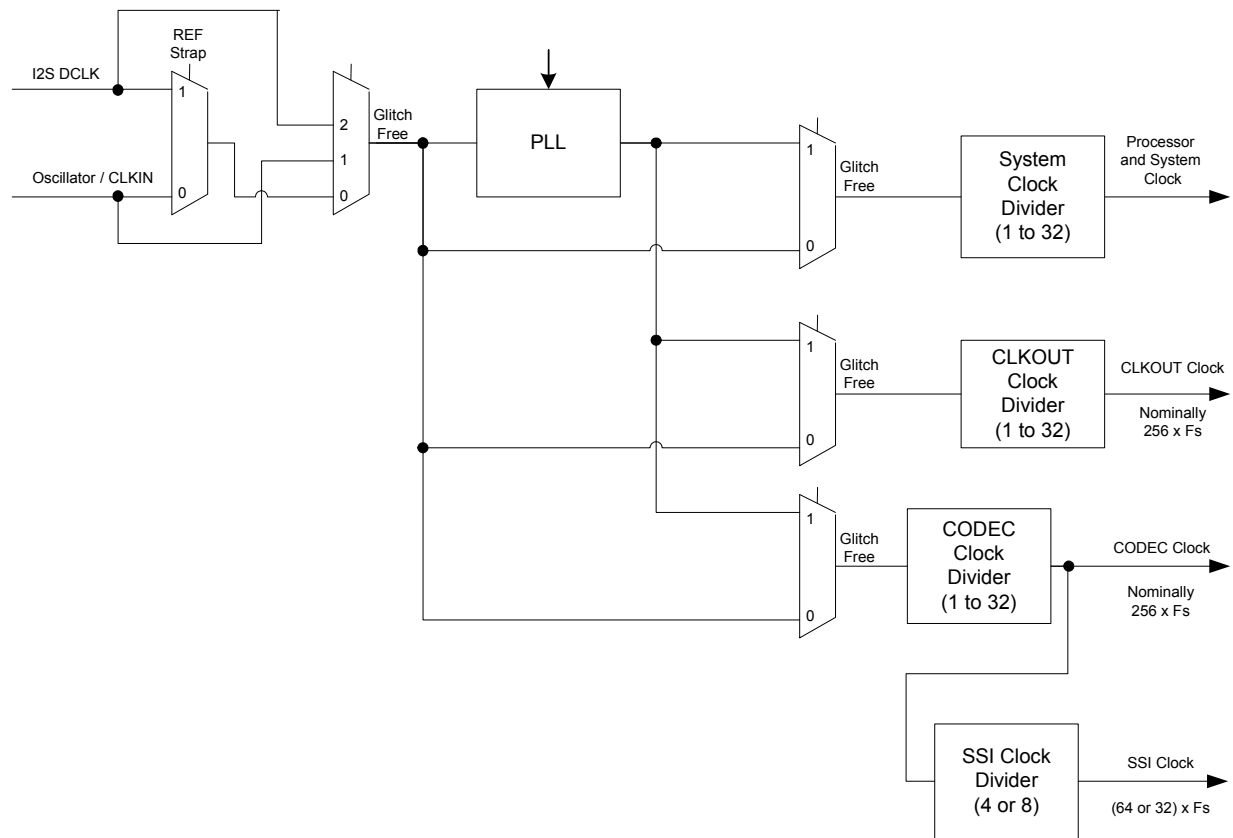 REF
Strap
I2S DCLK
1
Oscillator / CLKIN
0
2
1
0
Glitch
Free
PLL
1
0
Glitch
Free
System
Clock
Divider
(1 to 32)
Processor
and System
Clock
1
0
Glitch
Free
CLKOUT
Clock
Divider
(1 to 32)
CLKOUT Clock
Nominally
256 x Fs
1
0
Glitch
Free
CODEC
Clock
Divider
(1 to 32)
CODEC Clock
Nominally
256 x Fs
SSI Clock
Divider
(4 or 8)
SSI Clock
(64 or 32) x Fs